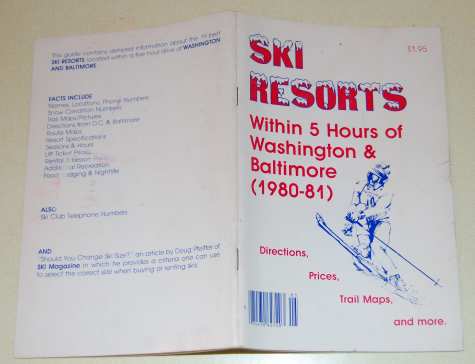 This guide contains detailed information about the 19 best
SKI RESORTS located within a five hour drive of WASHINGTON
AND BALTIMORE
FACTS INCLUDE
Names, Locations, Phone Numbers
Snow Condition Numbers
Trail Maps/Pictures
Directions from D.C. & Baltimore
Route Maps
Resort Specifications
Seasons & Hours
Lift Ticket Prices
Rental & Lesson
Additional Recreation
Food, Lodging & Nightlife
ALSO:
Ski Club Telephone Numbers
AND
"Should You Change Ski Size?", an article by Doug Pfeiffer of
SKI Magazine in which he provides a criteria one can use
to select the correct size when buying or renting skis
$1.95
SKI
RESORTS
Within 5 Hours of
Washington &
Baltimore
(1980-81)
Directions,
Prices,
Trail Maps,
and more.